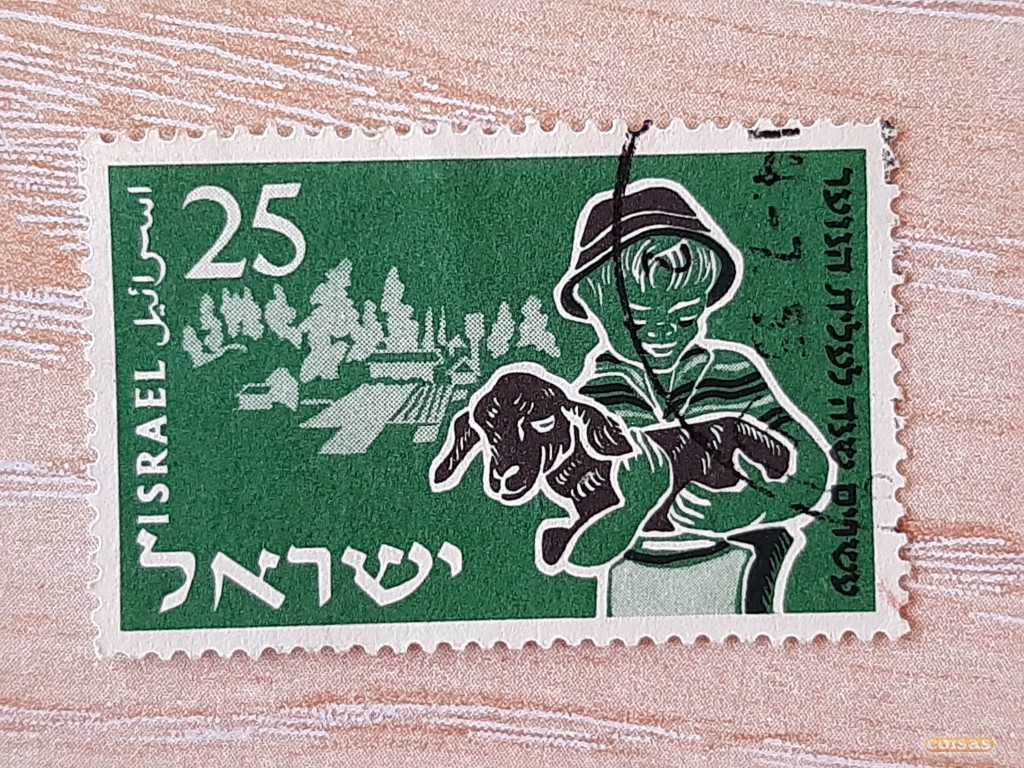 25
اسرائيل
ISRAEL
ישראל
עשרים שנה לעלית הנוער
coisas